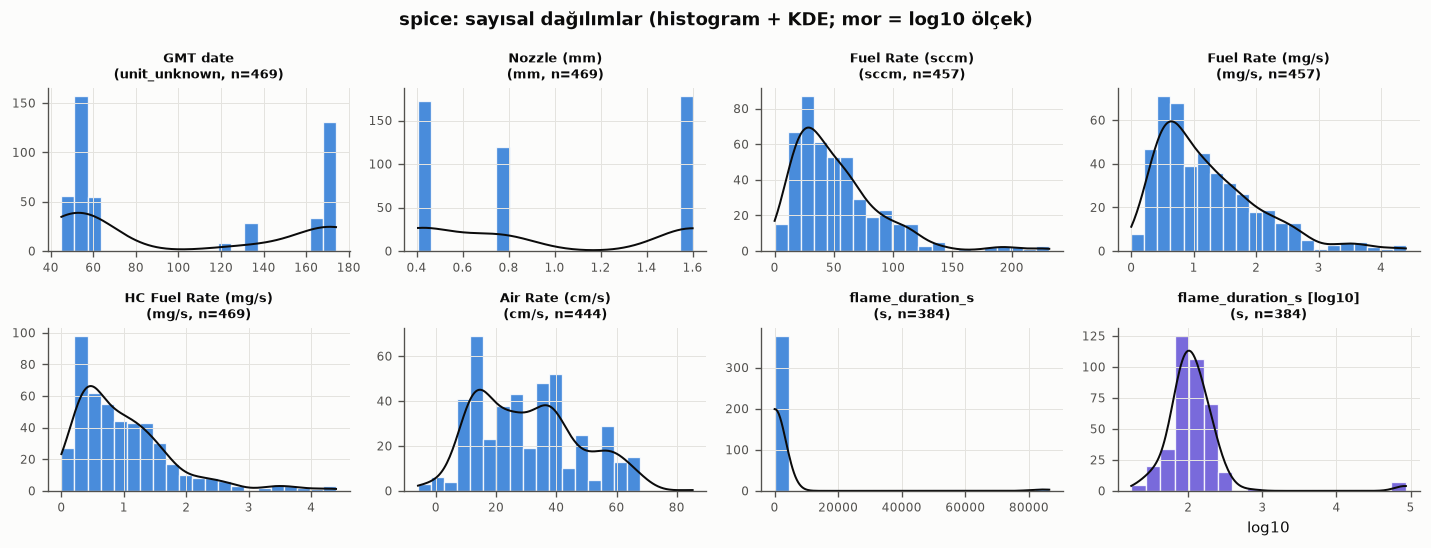 spice: sayısal dağılımlar (histogram + KDE; mor = log10 ölçek)
GMT date
(unit_unknown, n=469)
150
100
50
0
40 60 80 100 120 140 160 180
Nozzle (mm)
(mm, n=469)
150
100
50
0
0.4 0.6 0.8 1.0 1.2 1.4 1.6
Fuel Rate (sccm)
(sccm, n=457)
80
60
40
20
0
0 50 100 150 200
Fuel Rate (mg/s)
(mg/s, n=457)
60
40
20
0
0 1 2 3 4
HC Fuel Rate (mg/s)
(mg/s, n=469)
100
80
60
40
20
0
0 1 2 3 4
Air Rate (cm/s)
(cm/s, n=444)
60
40
20
0
0 20 40 60 80
flame_duration_s
(s, n=384)
300
200
100
0
0 20000 40000 60000 80000
flame_duration_s [log10]
(s, n=384)
125
100
75
50
25
0
2 3 4 5
log10